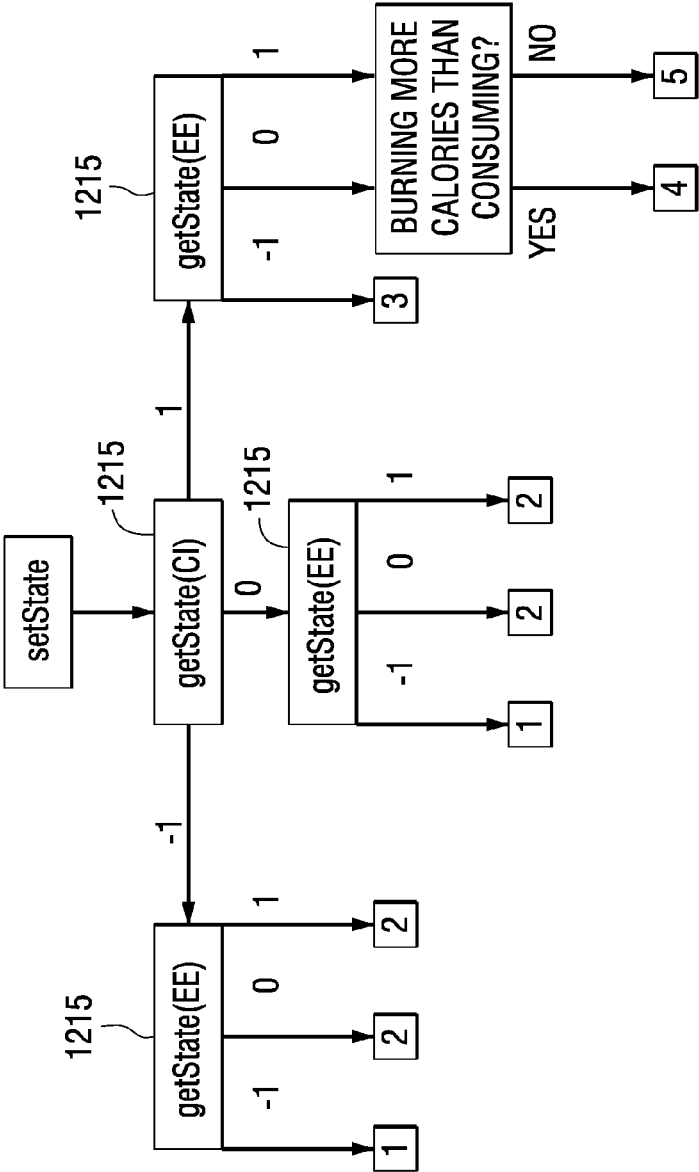 setState
1215
getState(CI)
-1
0
1
1215
getState(EE)
-1
0
1
1
2
2
1215
getState(EE)
-1
0
1
1
2
2
1215
getState(EE)
-1
0
1
3
BURNING MORE
CALORIES THAN
CONSUMING?
YES
NO
4
5